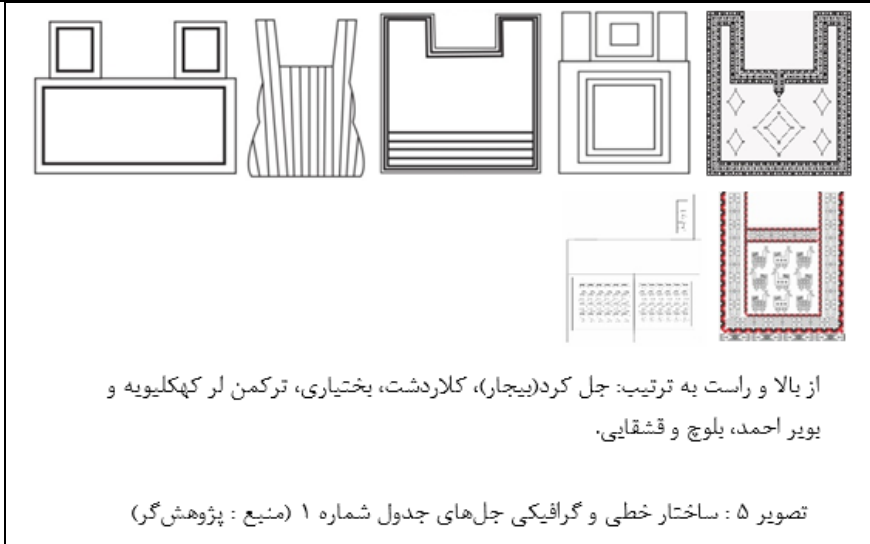 از بالا و راست به ترتیب: جل کرد(بیجار)، کلاردشت، بختیاری، ترکمن لر کهکلیویه و
بویر احمد، بلوچ و قشقایی.
تصویر ۵ : ساختار خطی و گرافیکی جل‌های جدول شماره ۱ (منبع : پژوهش‌گر)